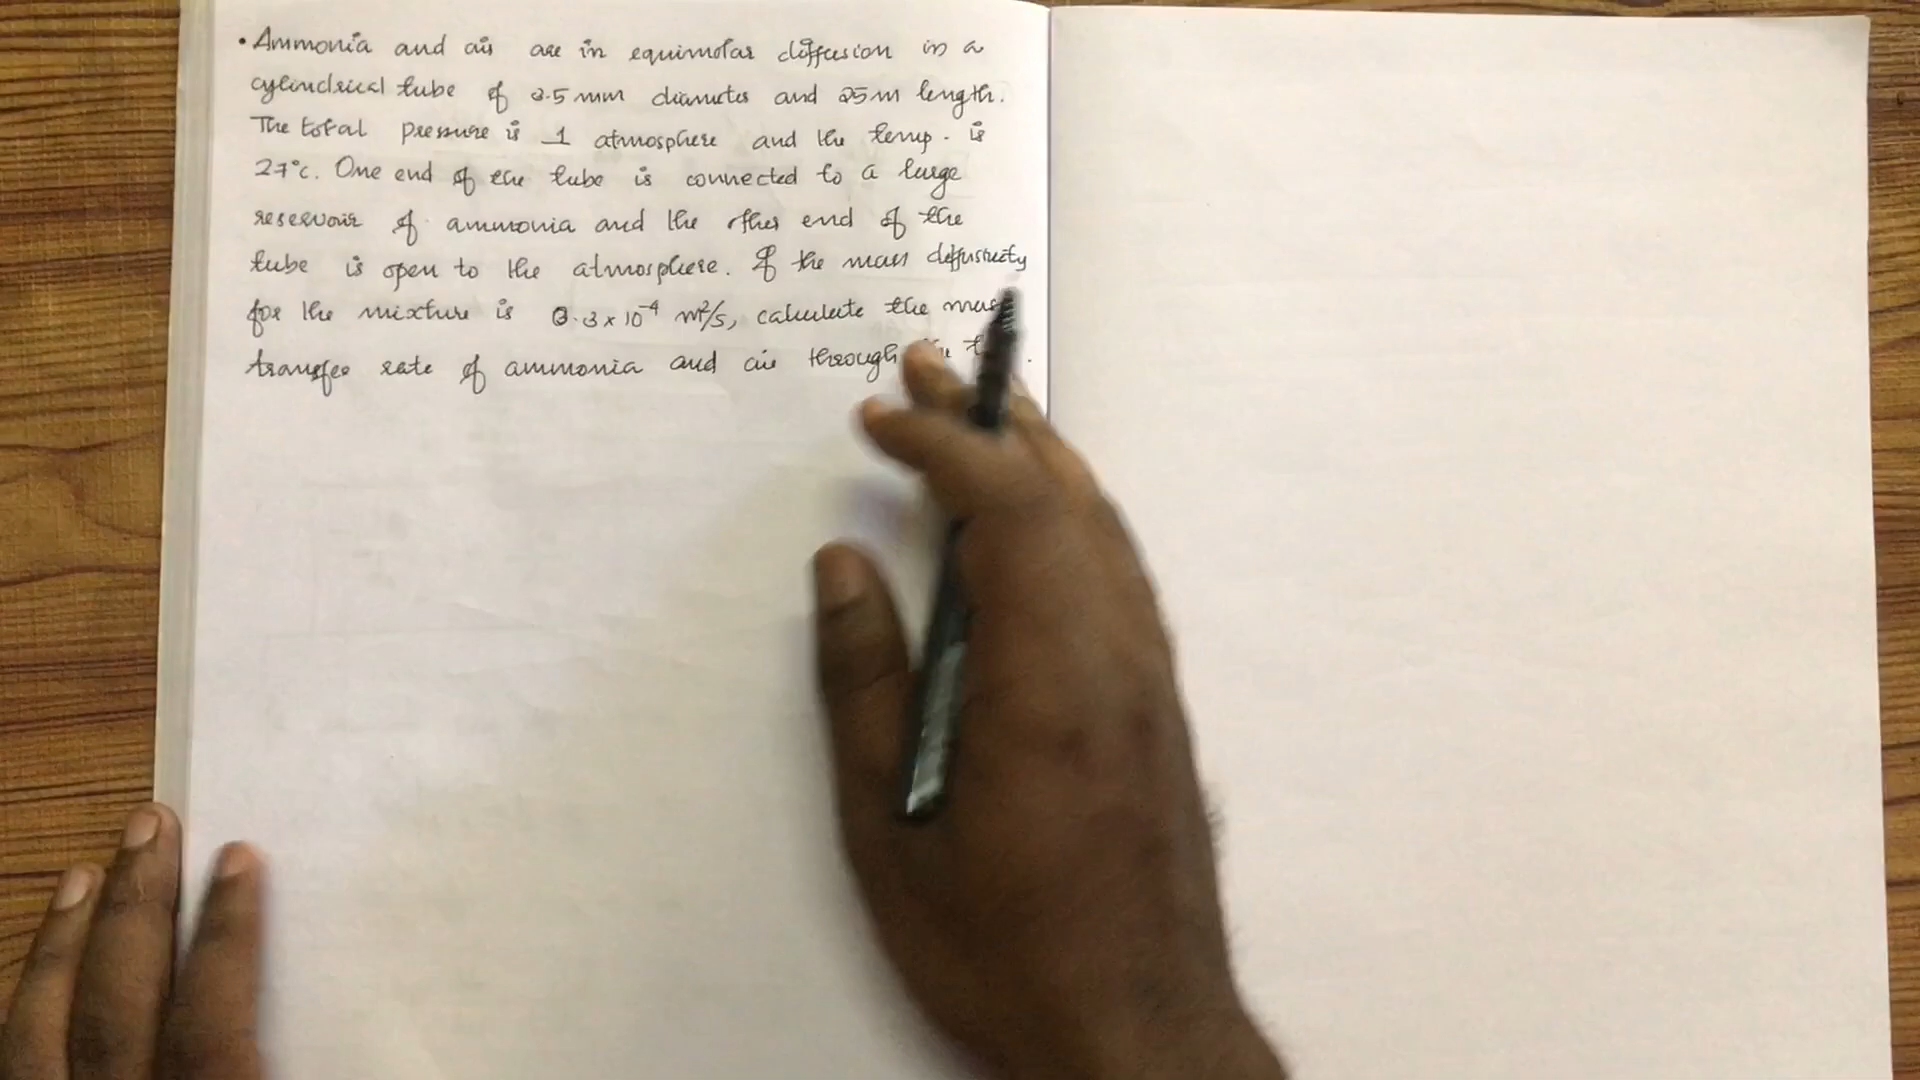 • Ammonia and air are in equimolar diffusion in a
cylindrical tube of 3.5 mm diameter and 25m length.
The total pressure is 1 atmosphere and the temp. is
27°c. One end of the tube is connected to a large
reservoir of ammonia and the other end of the
tube is open to the atmosphere. If the mass diffusivity
for the mixture is 0.3 × 10⁻⁴ m²/s, calculate the
transfer rate of ammonia and air through